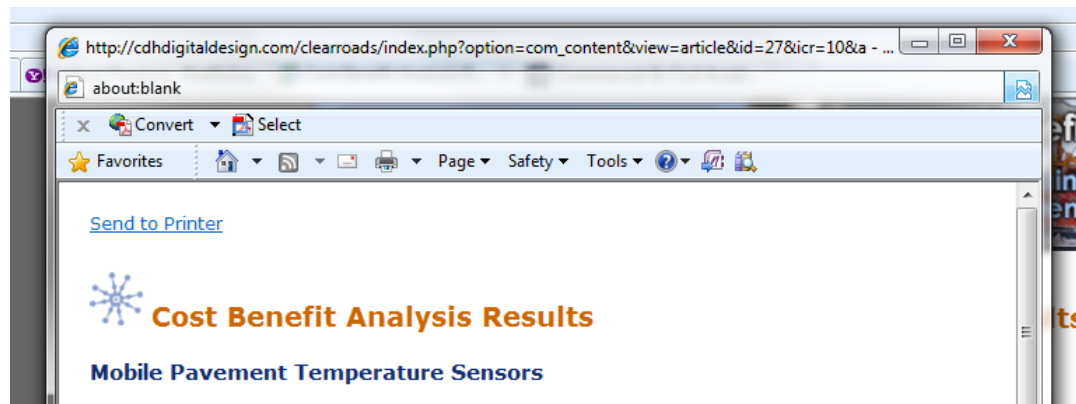 http://cdhdigitaldesign.com/clearroads/index.php?option=com_content&view=article&id=27&icr=10&a - ...
about:blank
x Convert Select
Favorites Page Safety Tools
Send to Printer
Cost Benefit Analysis Results
Mobile Pavement Temperature Sensors